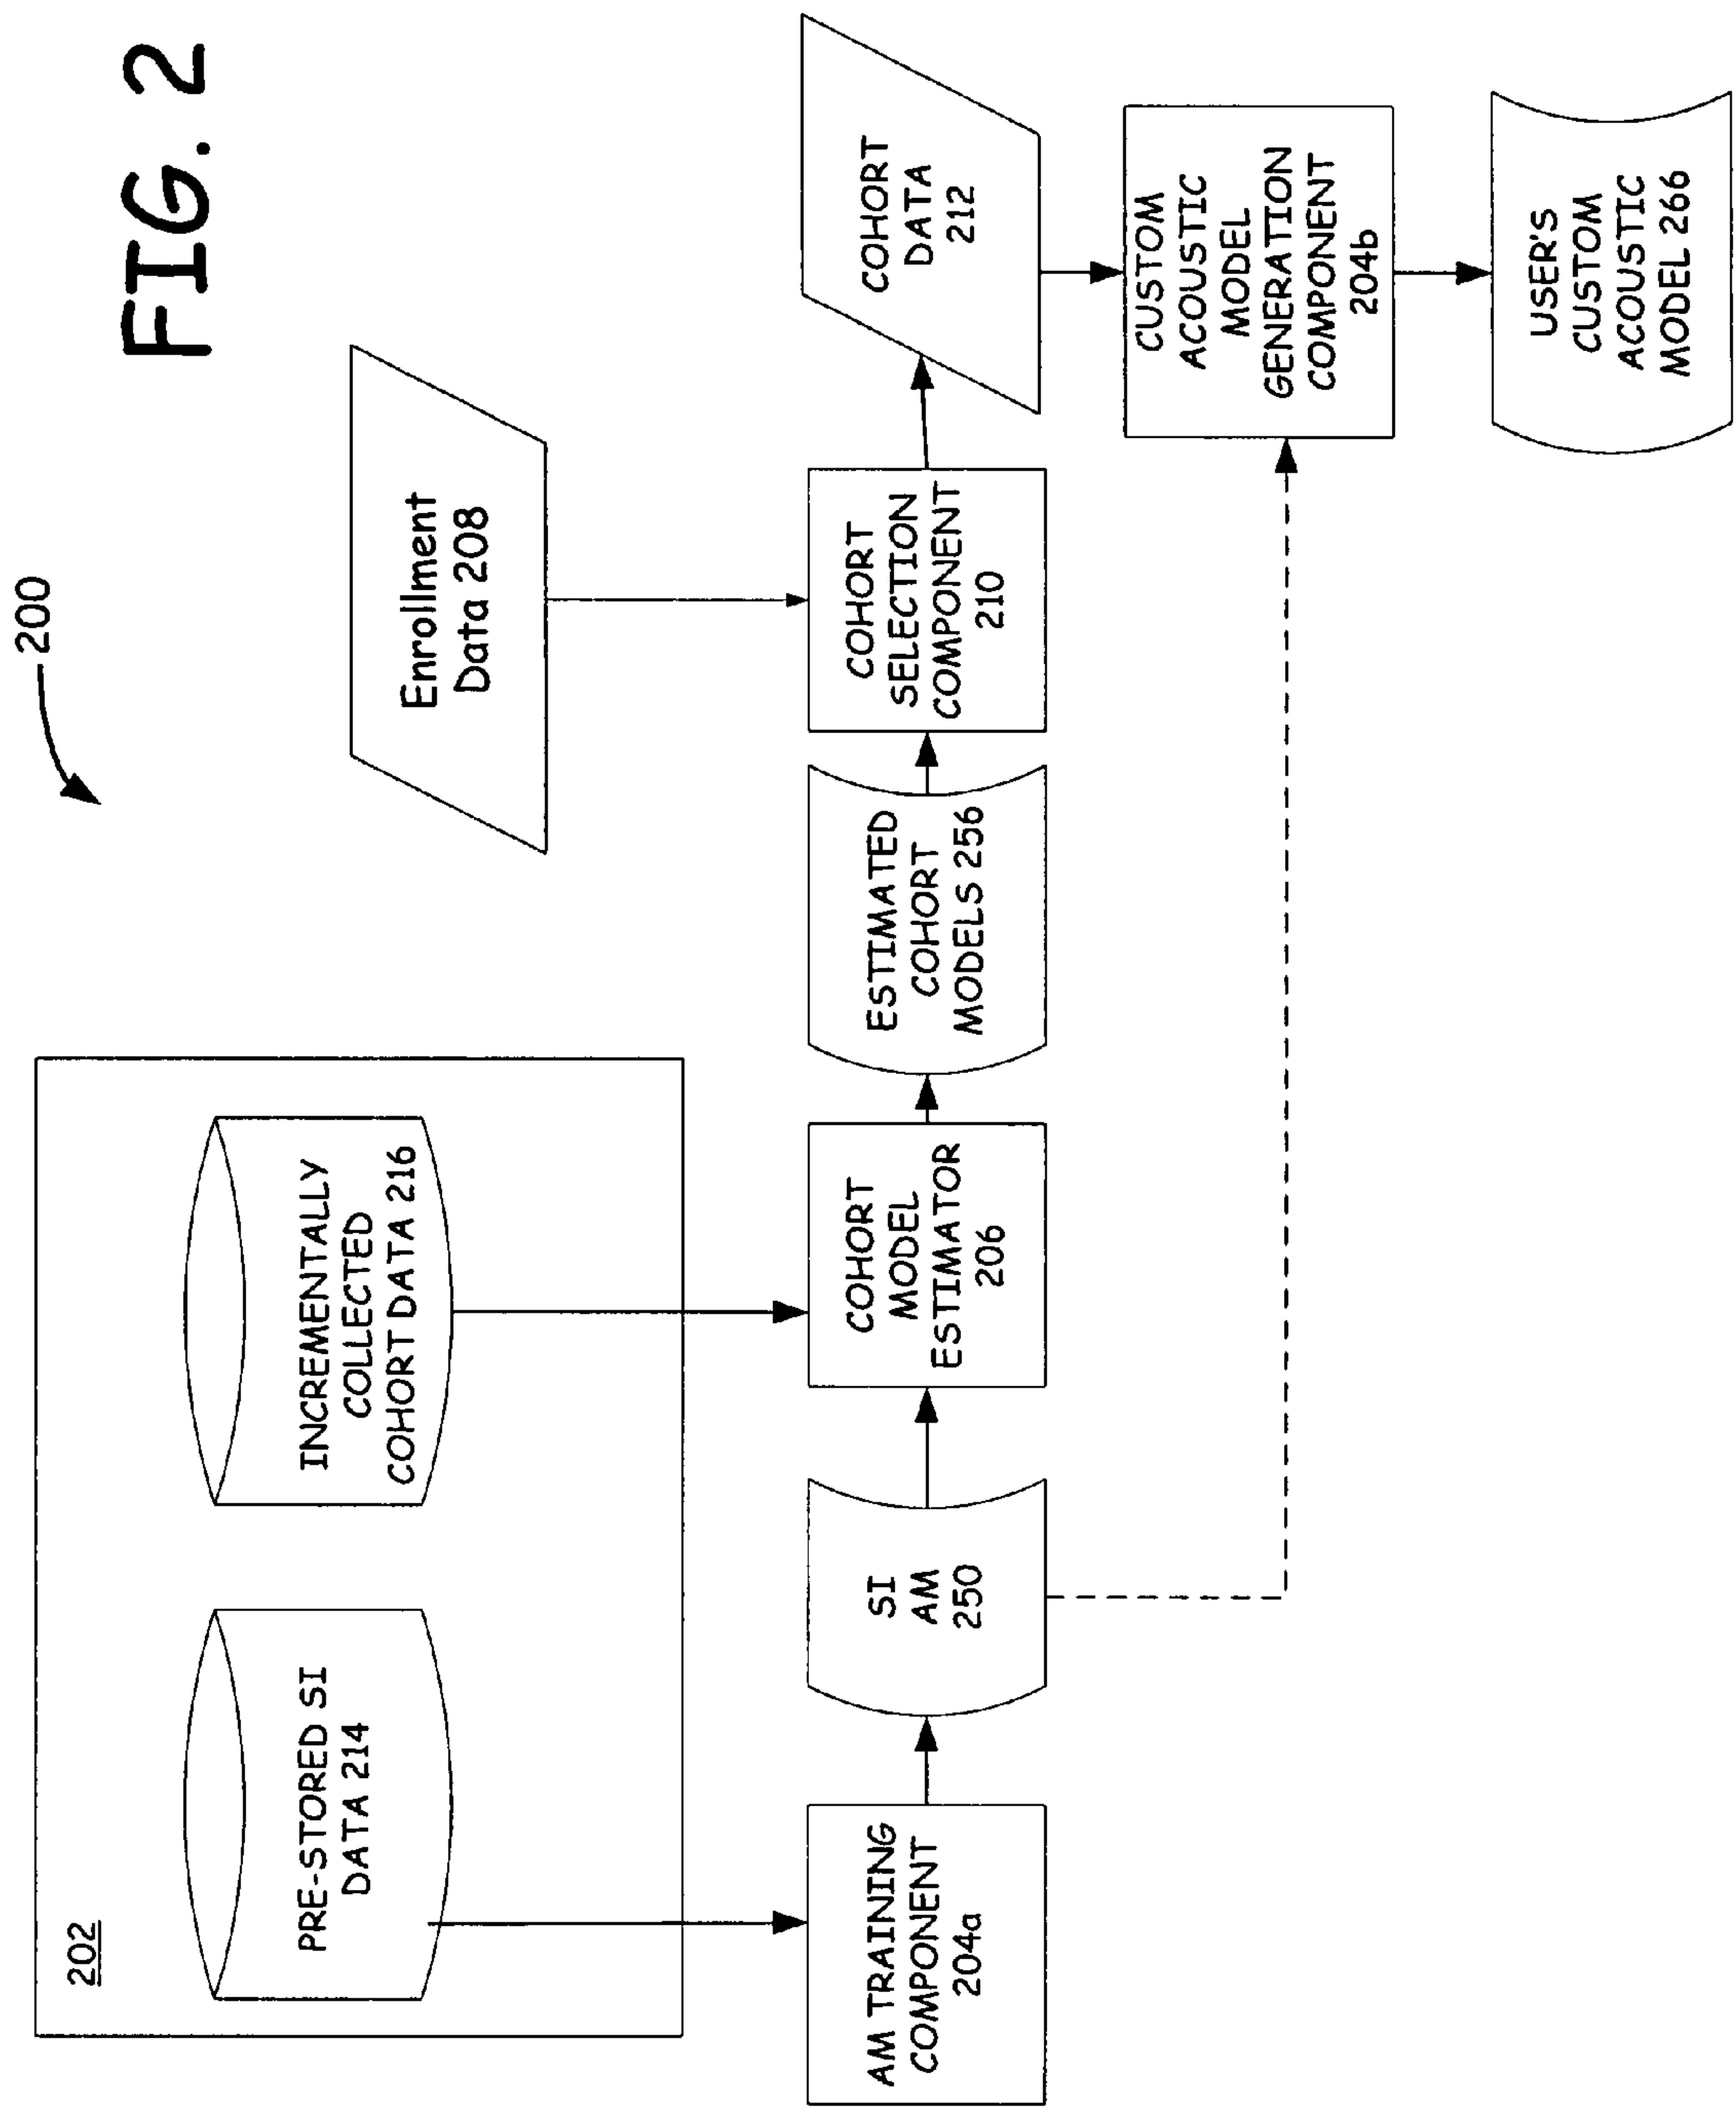 FIG. 2
200
202
PRE-STORED SI
DATA 214
INCREMENTALLY
COLLECTED
COHORT DATA 216
Enrollment
Data 208
AM TRAINING
COMPONENT
204a
SI
AM
250
COHORT
MODEL
ESTIMATOR
206
ESTIMATED
COHORT
MODELS 256
COHORT
SELECTION
COMPONENT
210
COHORT
DATA
212
CUSTOM
ACOUSTIC
MODEL
GENERATION
COMPONENT
204b
USER'S
CUSTOM
ACOUSTIC
MODEL 266